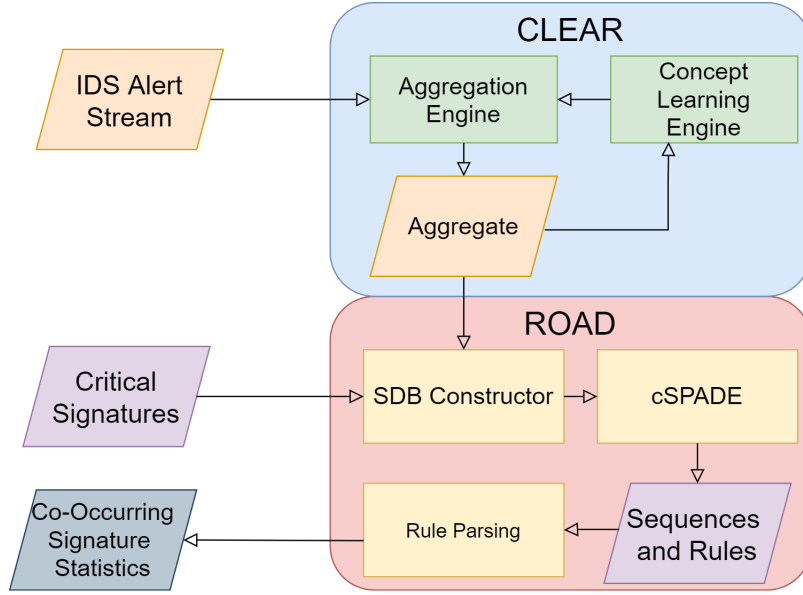 CLEAR
IDS Alert
Stream
Aggregation
Engine
Concept
Learning
Engine
Aggregate
ROAD
Critical
Signatures
SDB Constructor
cSPADE
Co-Occurring
Signature
Statistics
Rule Parsing
Sequences
and Rules